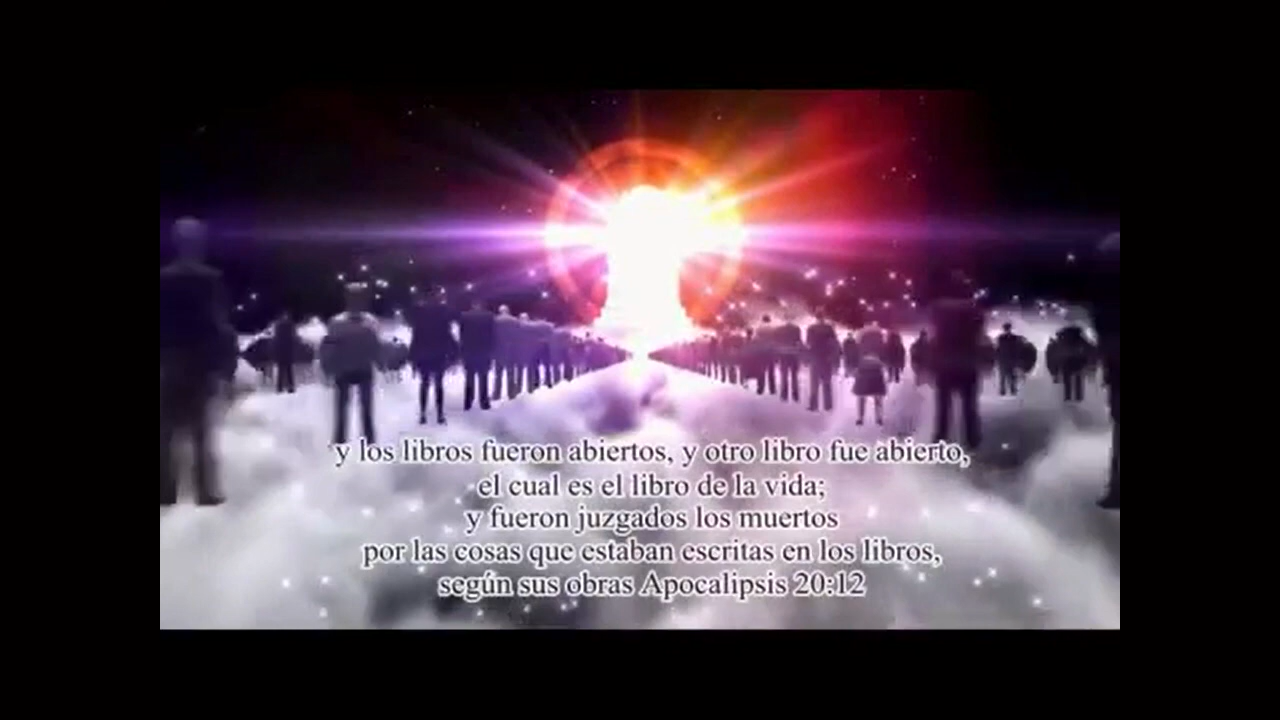 y los libros fueron abiertos, y otro libro fue abierto,
el cual es el libro de la vida;
y fueron juzgados los muertos
por las cosas que estaban escritas en los libros,
según sus obras Apocalipsis 20:12